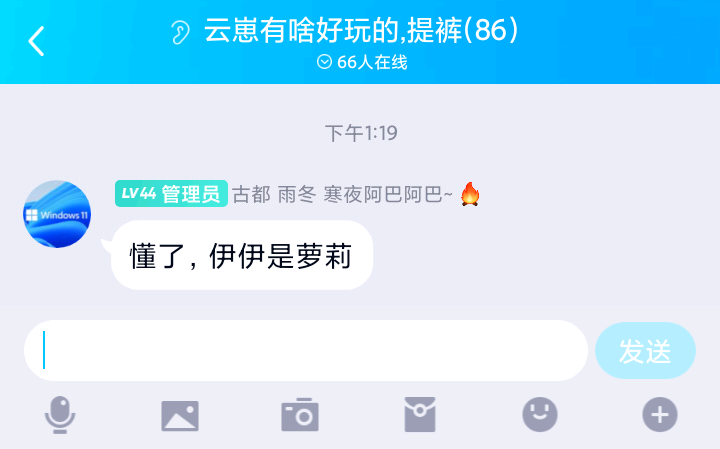 云崽有啥好玩的,提裤(86)
66人在线
下午1:19
LV44 管理员 古都 雨冬 寒夜阿巴阿巴~
Windows 11
懂了,伊伊是萝莉
发送